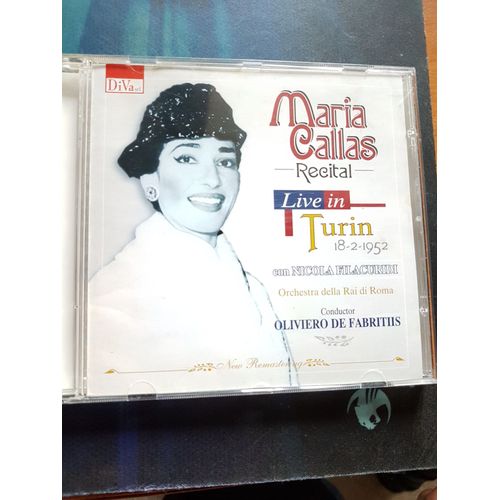 DiVa srl
Maria
Callas
Recital
Live in
Turin
18-2-1952
con NICOLA FILACURIDI
Orchestra della Rai di Roma
Conductor
OLIVIERO DE FABRITIIS
New Remastering